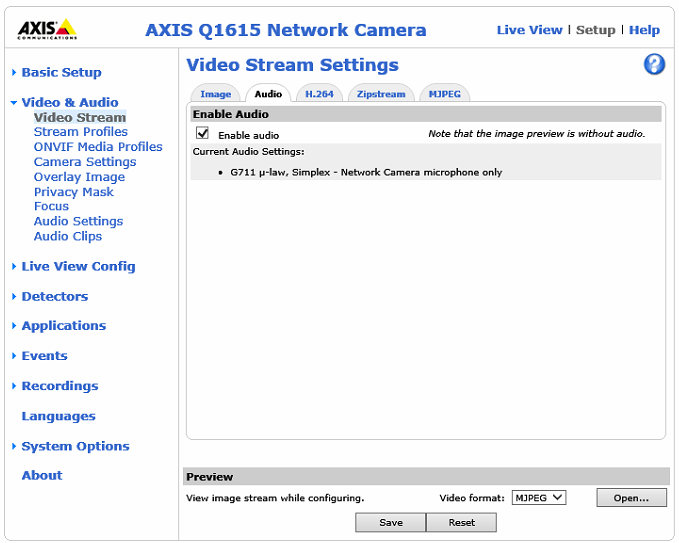 AXIS
COMMUNICATIONS
AXIS Q1615 Network Camera
Live View | Setup | Help
Basic Setup
Video & Audio
Video Stream
Stream Profiles
ONVIF Media Profiles
Camera Settings
Overlay Image
Privacy Mask
Focus
Audio Settings
Audio Clips
Live View Config
Detectors
Applications
Events
Recordings
Languages
System Options
About
Video Stream Settings
?
Image Audio H.264 Zipstream MJPEG
Enable Audio
Enable audio Note that the image preview is without audio.
Current Audio Settings:
• G711 µ-law, Simplex - Network Camera microphone only
Preview
View image stream while configuring. Video format: MJPEG Open...
Save Reset